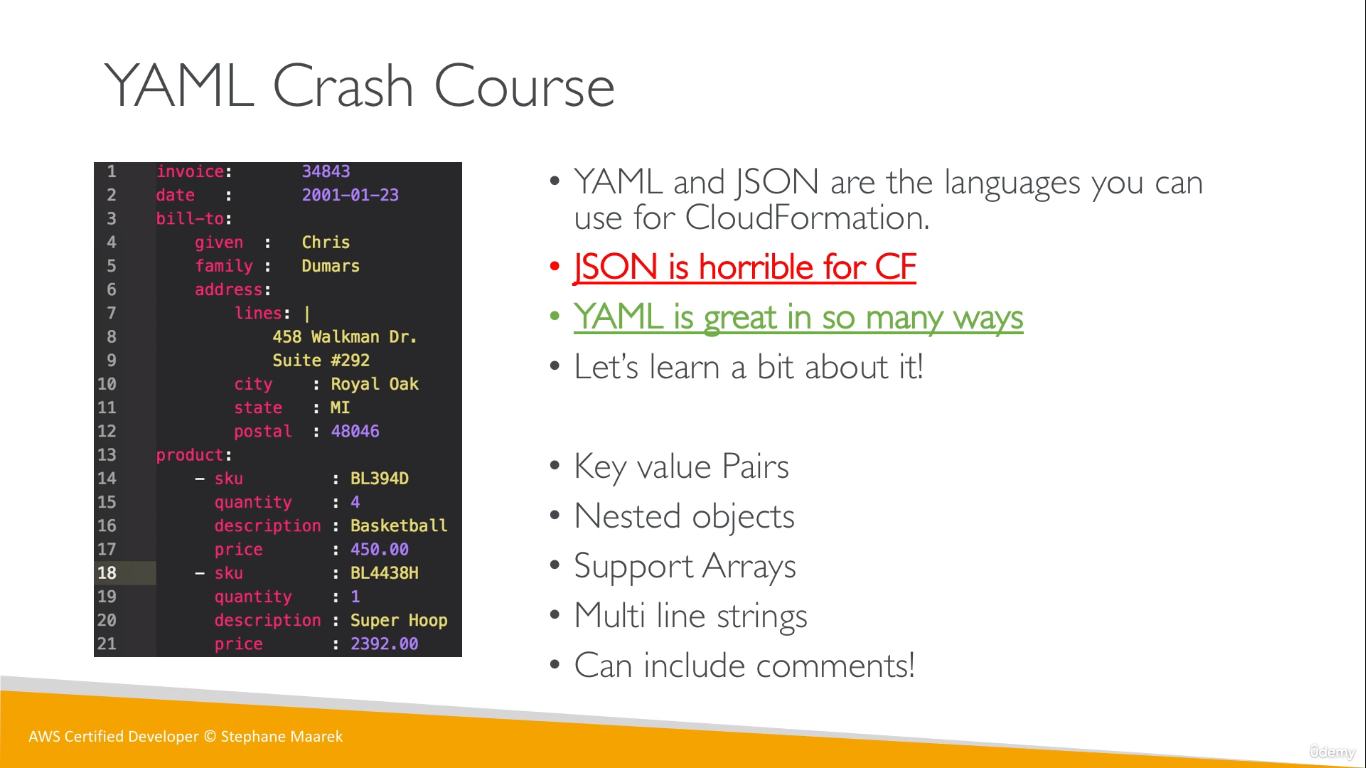 YAML Crash Course
1 invoice: 34843
2 date : 2001-01-23
3 bill-to:
4 given : Chris
5 family : Dumars
6 address:
7 lines: |
8 458 Walkman Dr.
9 Suite #292
10 city : Royal Oak
11 state : MI
12 postal : 48046
13 product:
14 - sku : BL394D
15 quantity : 4
16 description : Basketball
17 price : 450.00
18 - sku : BL4438H
19 quantity : 1
20 description : Super Hoop
21 price : 2392.00
• YAML and JSON are the languages you can
use for CloudFormation.
• JSON is horrible for CF
• YAML is great in so many ways
• Let's learn a bit about it!
• Key value Pairs
• Nested objects
• Support Arrays
• Multi line strings
• Can include comments!
AWS Certified Developer © Stephane Maarek
ûdemy